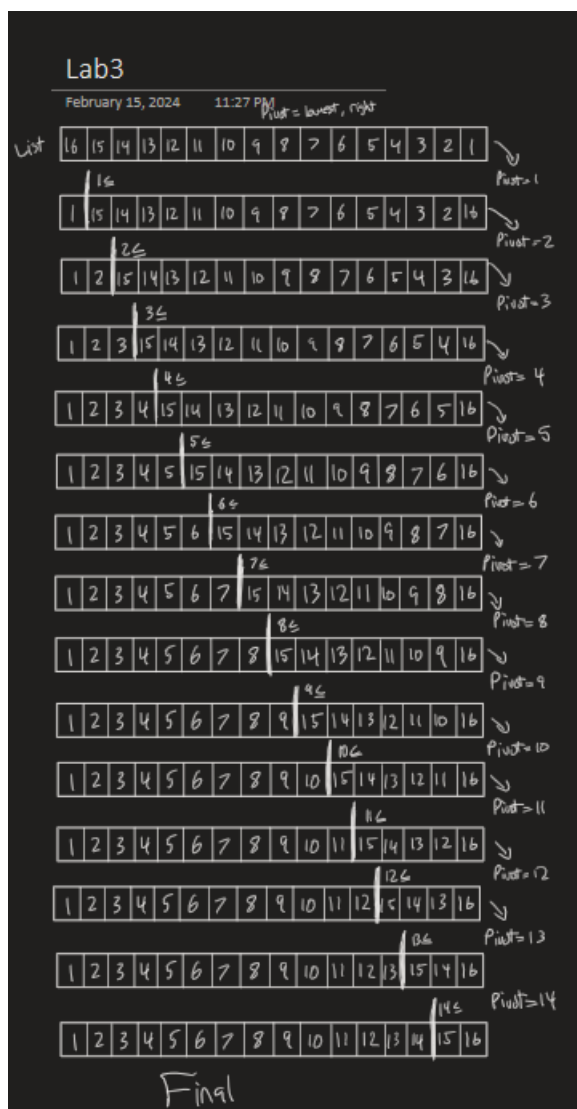 Lab3
February 15, 2024 11:27 PM
Pivot = lowest, right
List 16 15 14 13 12 11 10 9 8 7 6 5 4 3 2 1
Pivot=1
1≤
1 15 14 13 12 11 10 9 8 7 6 5 4 3 2 16
Pivot=2
2≤
1 2 15 14 13 12 11 10 9 8 7 6 5 4 3 16
Pivot=3
3≤
1 2 3 15 14 13 12 11 10 9 8 7 6 5 4 16
Pivot=4
4≤
1 2 3 4 15 14 13 12 11 10 9 8 7 6 5 16
Pivot=5
5≤
1 2 3 4 5 15 14 13 12 11 10 9 8 7 6 16
Pivot=6
6≤
1 2 3 4 5 6 15 14 13 12 11 10 9 8 7 16
Pivot=7
7≤
1 2 3 4 5 6 7 15 14 13 12 11 10 9 8 16
Pivot=8
8≤
1 2 3 4 5 6 7 8 15 14 13 12 11 10 9 16
Pivot=9
9≤
1 2 3 4 5 6 7 8 9 15 14 13 12 11 10 16
Pivot=10
10≤
1 2 3 4 5 6 7 8 9 10 15 14 13 12 11 16
Pivot=11
11≤
1 2 3 4 5 6 7 8 9 10 11 15 14 13 12 16
Pivot=12
12≤
1 2 3 4 5 6 7 8 9 10 11 12 15 14 13 16
Pivot=13
13≤
1 2 3 4 5 6 7 8 9 10 11 12 13 15 14 16
Pivot=14
14≤
1 2 3 4 5 6 7 8 9 10 11 12 13 14 15 16
Final